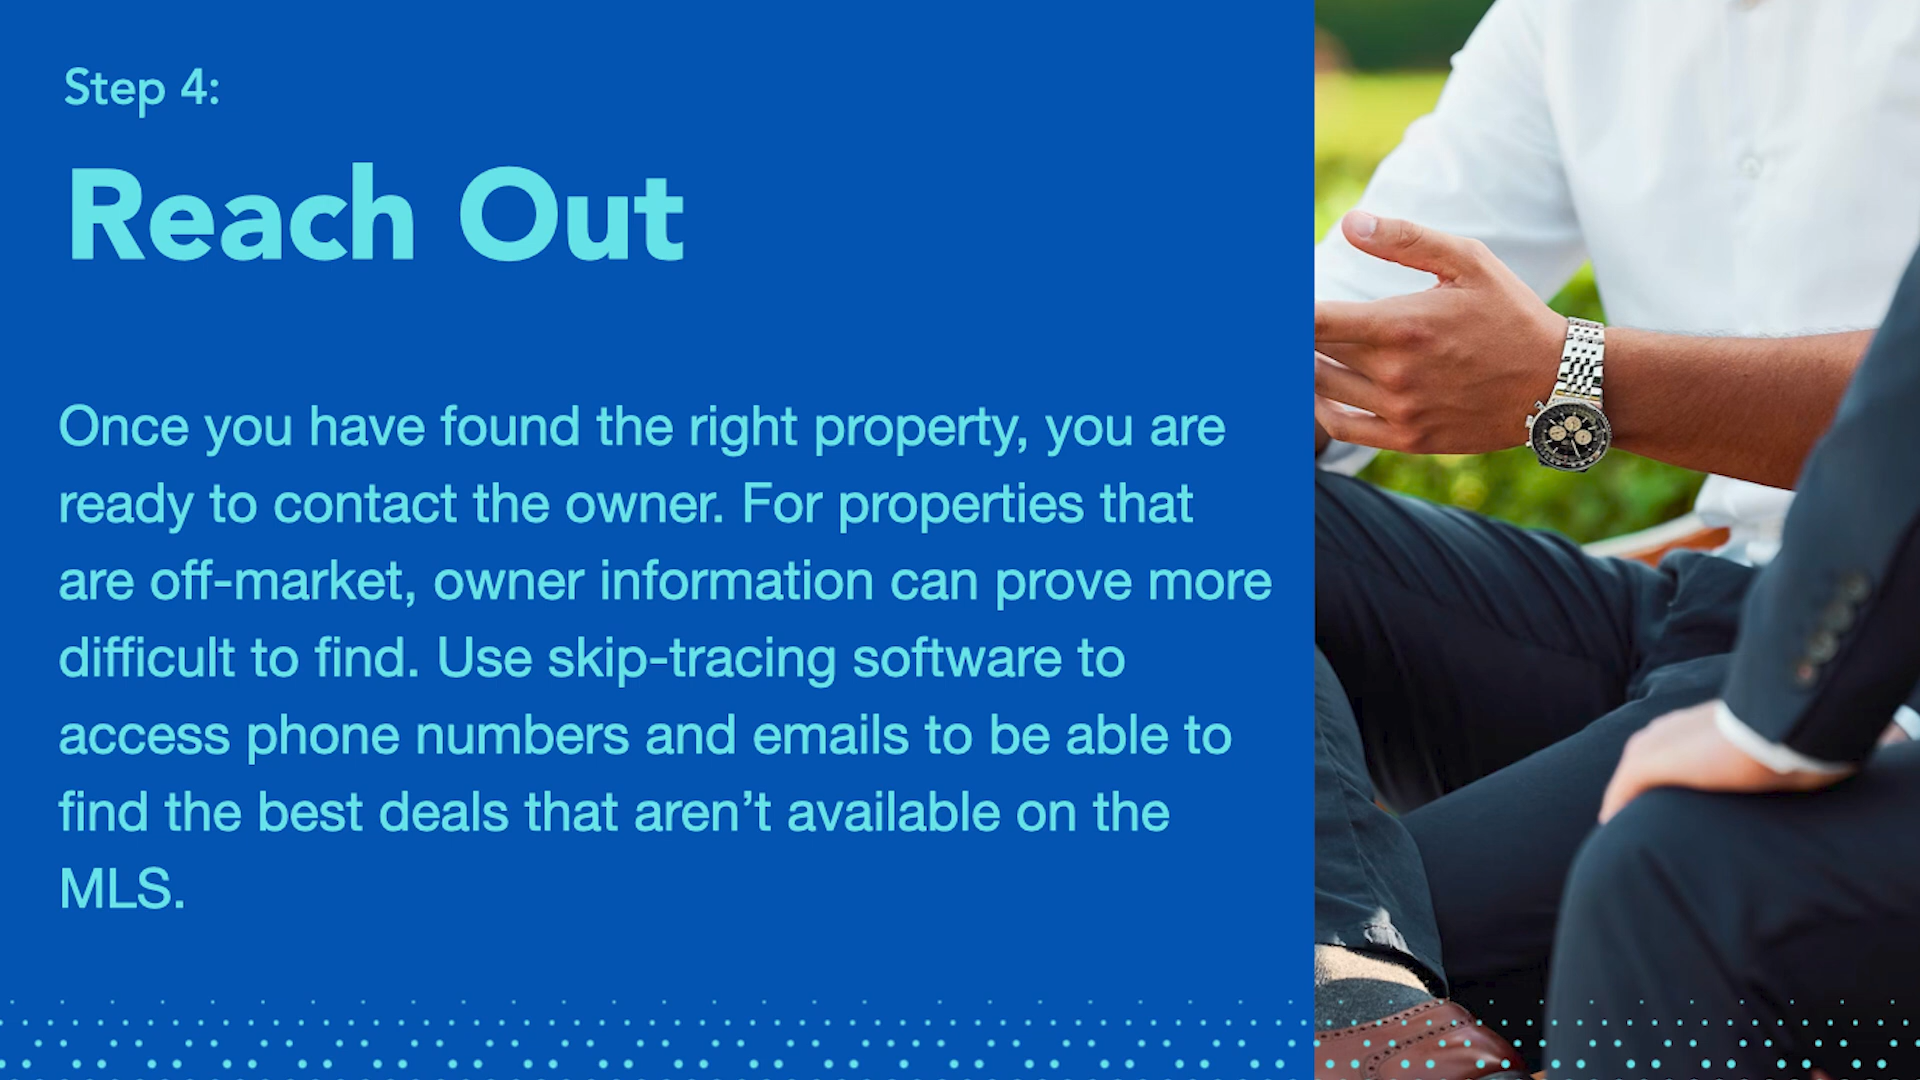 Step 4:
Reach Out
Once you have found the right property, you are
ready to contact the owner. For properties that
are off-market, owner information can prove more
difficult to find. Use skip-tracing software to
access phone numbers and emails to be able to
find the best deals that aren’t available on the
MLS.